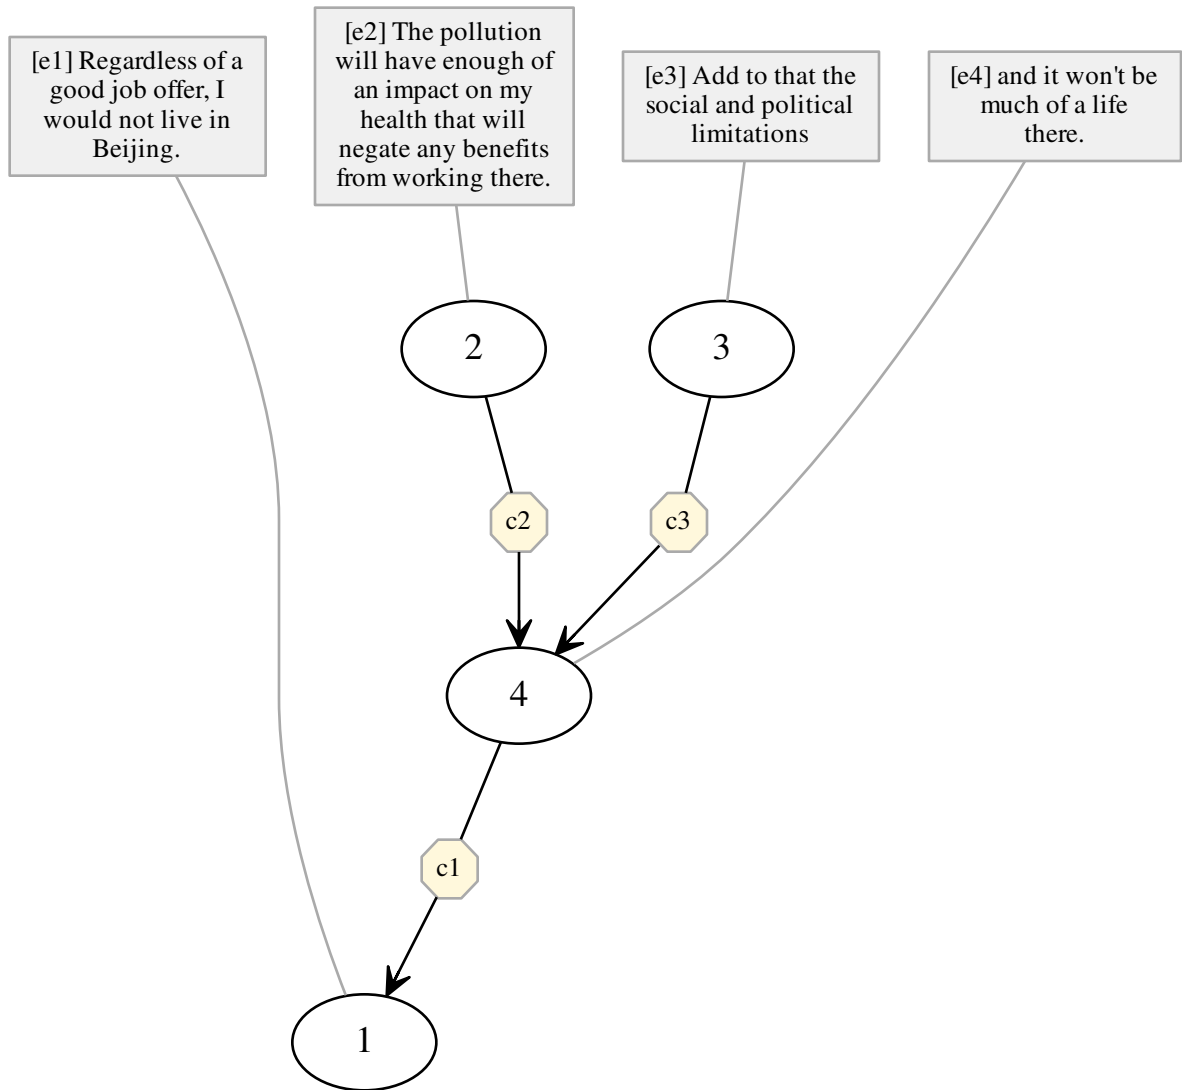 [e1] Regardless of a
good job offer, I
would not live in
Beijing.
[e2] The pollution
will have enough of
an impact on my
health that will
negate any benefits
from working there.
[e3] Add to that the
social and political
limitations
[e4] and it won't be
much of a life
there.
2
3
c2
c3
4
c1
1